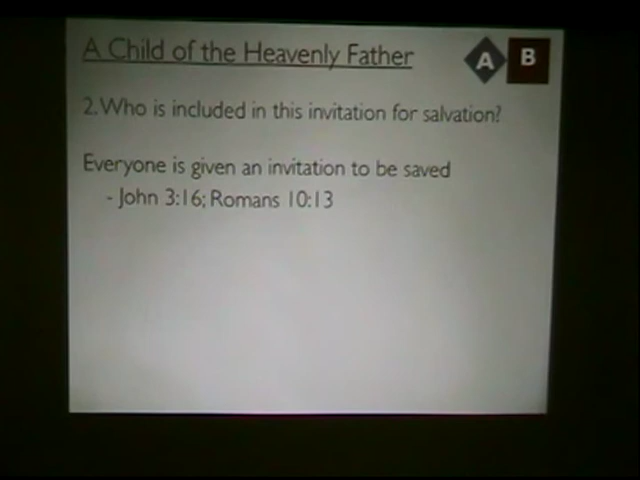 A Child of the Heavenly Father
A B
2. Who is included in this invitation for salvation?
Everyone is given an invitation to be saved
- John 3:16; Romans 10:13